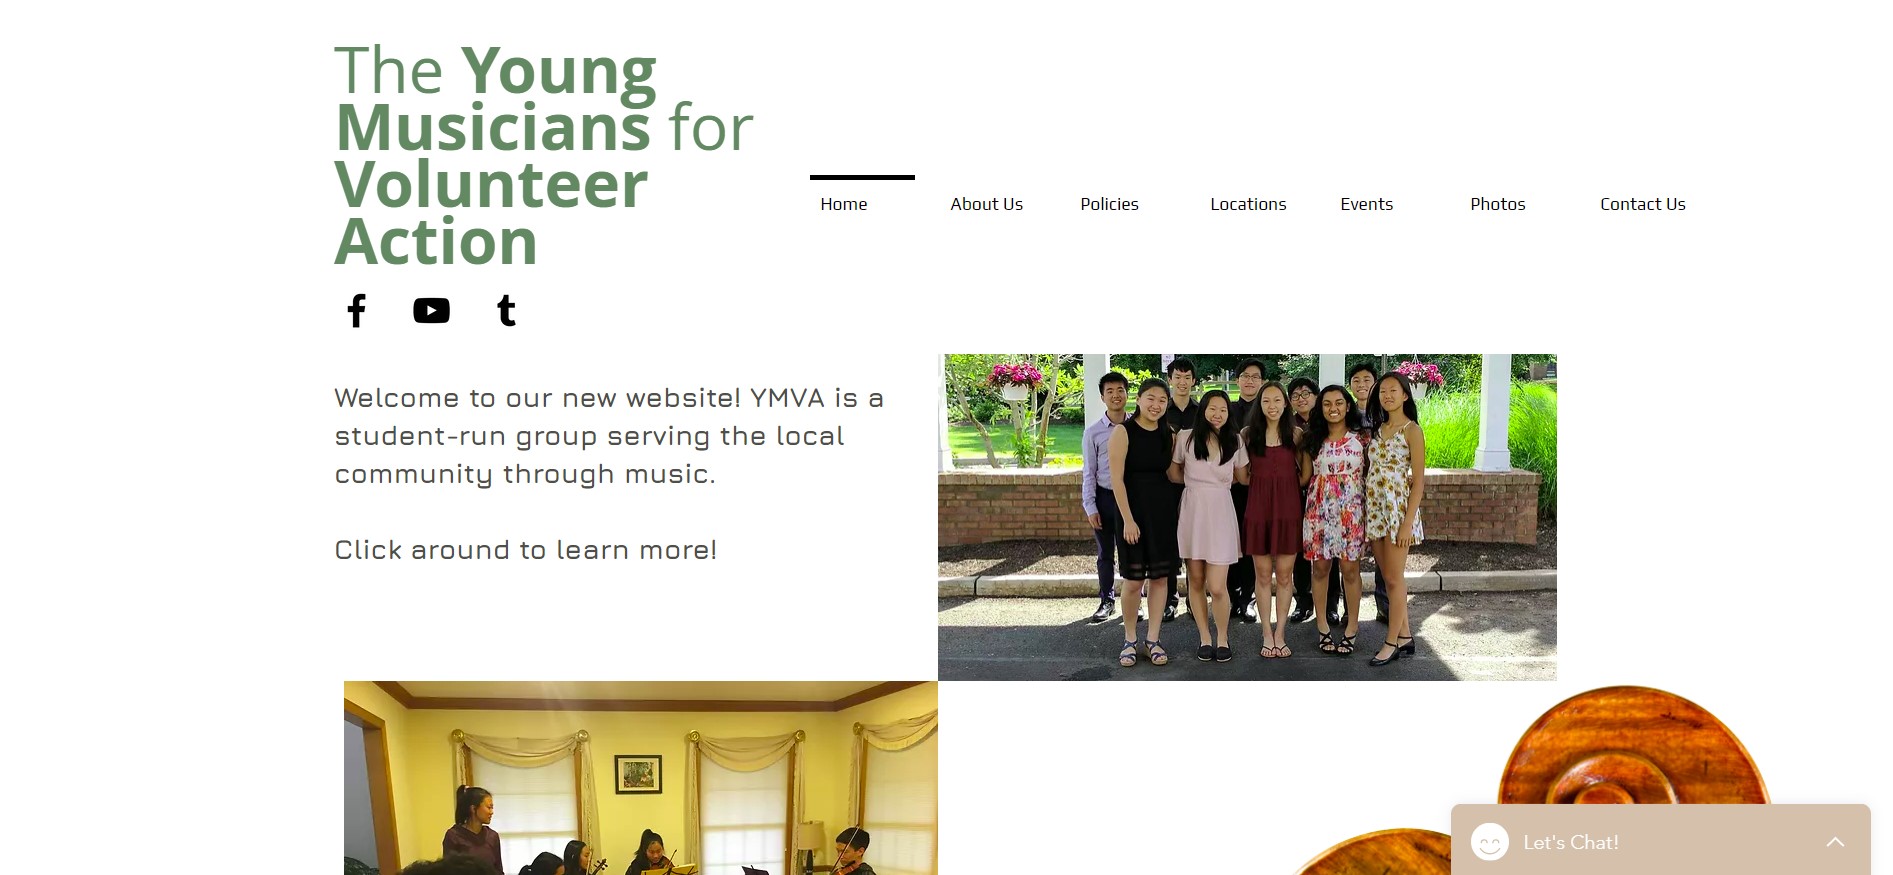 The Young
Musicians for
Volunteer
Action
Home About Us Policies Locations Events Photos Contact Us
Welcome to our new website! YMVA is a
student-run group serving the local
community through music.
Click around to learn more!
Let's Chat!